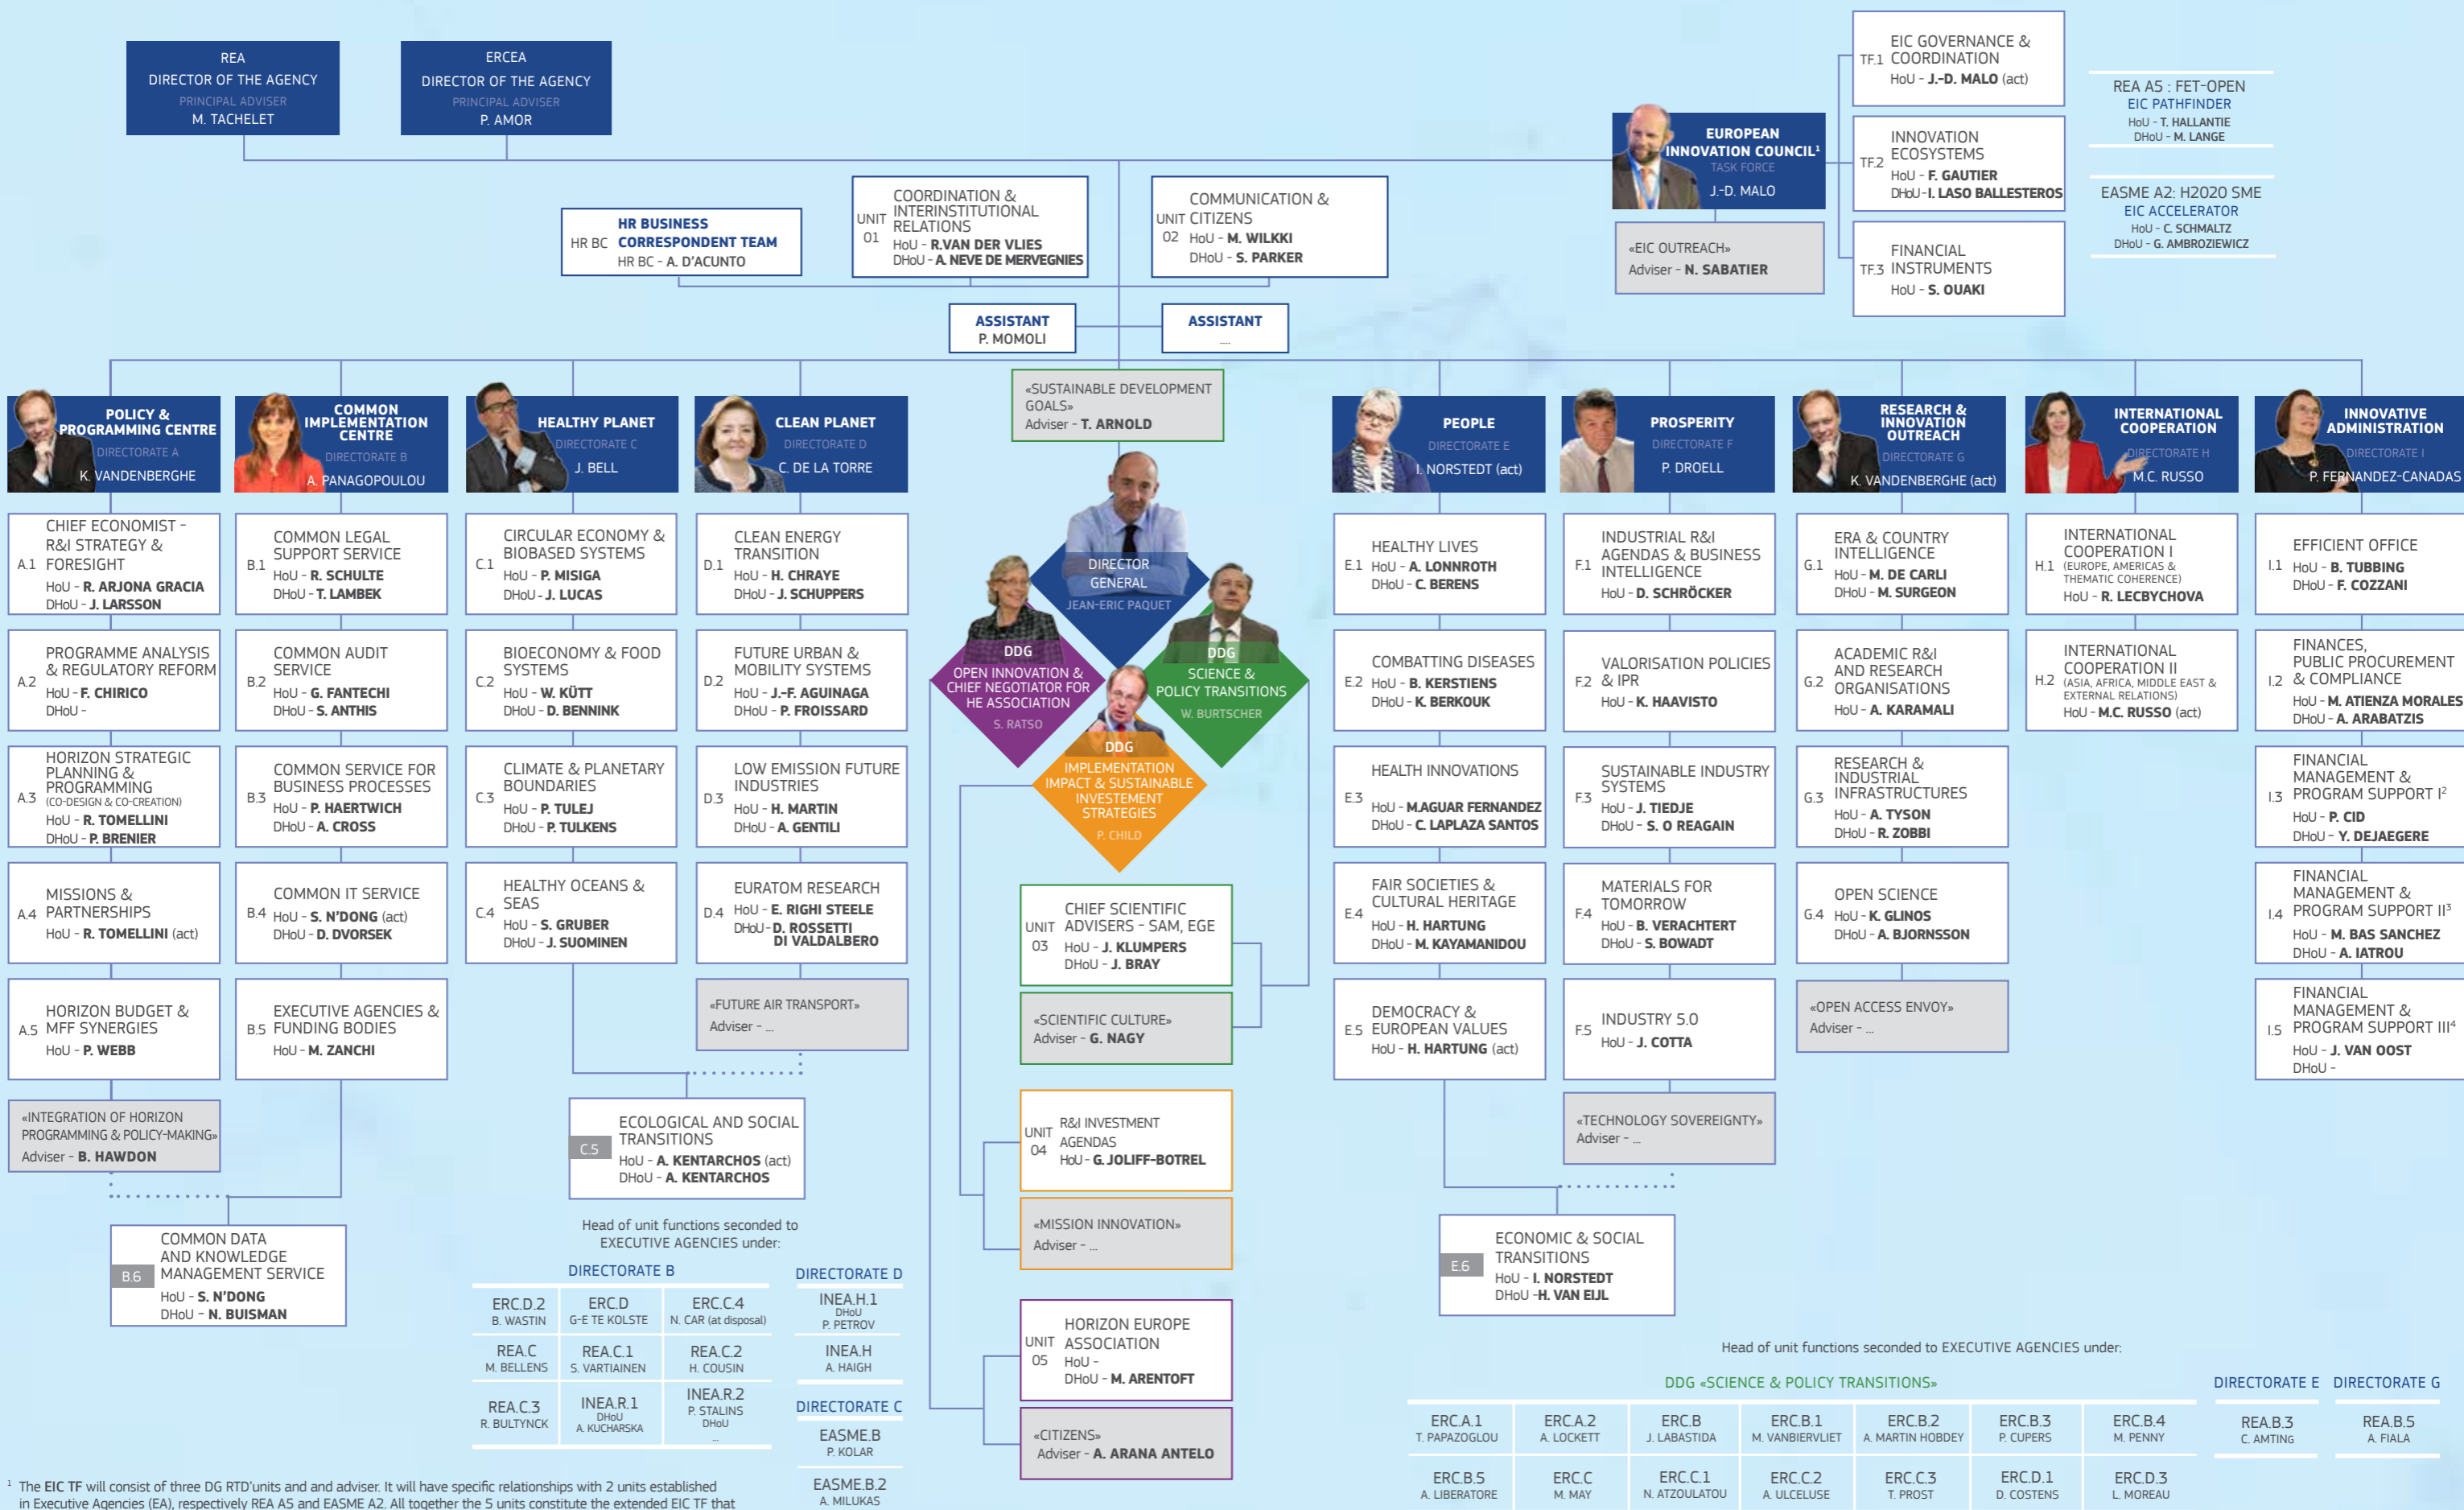 REA
DIRECTOR OF THE AGENCY
PRINCIPAL ADVISER
M. TACHELET
ERCEA
DIRECTOR OF THE AGENCY
PRINCIPAL ADVISER
P. AMOR
HR BC
HR BUSINESS
CORRESPONDENT TEAM
HR BC - A. D'ACUNTO
UNIT
01
COORDINATION &
INTERINSTITUTIONAL
RELATIONS
HoU - R.VAN DER VLIES
DHoU - A. NEVE DE MERVEGNIES
UNIT
02
COMMUNICATION &
CITIZENS
HoU - M. WILKKI
DHoU - S. PARKER
EUROPEAN
INNOVATION COUNCIL¹
TASK FORCE
J.-D. MALO
«EIC OUTREACH»
Adviser - N. SABATIER
TF.1
EIC GOVERNANCE &
COORDINATION
HoU - J.-D. MALO (act)
TF.2
INNOVATION
ECOSYSTEMS
HoU - F. GAUTIER
DHoU-I. LASO BALLESTEROS
TF.3
FINANCIAL
INSTRUMENTS
HoU - S. OUAKI
REA A5 : FET-OPEN
EIC PATHFINDER
HoU - T. HALLANTIE
DHoU - M. LANGE
EASME A2: H2020 SME
EIC ACCELERATOR
HoU - C. SCHMALTZ
DHoU - G. AMBROZIEWICZ
ASSISTANT
P. MOMOLI
ASSISTANT
....
«SUSTAINABLE DEVELOPMENT
GOALS»
Adviser - T. ARNOLD
POLICY &
PROGRAMMING CENTRE
DIRECTORATE A
K. VANDENBERGHE
A.1
CHIEF ECONOMIST -
R&I STRATEGY &
FORESIGHT
HoU - R. ARJONA GRACIA
DHoU - J. LARSSON
A.2
PROGRAMME ANALYSIS
& REGULATORY REFORM
HoU - F. CHIRICO
DHoU -
A.3
HORIZON STRATEGIC
PLANNING &
PROGRAMMING
(CO-DESIGN & CO-CREATION)
HoU - R. TOMELLINI
DHoU - P. BRENIER
A.4
MISSIONS &
PARTNERSHIPS
HoU - R. TOMELLINI (act)
A.5
HORIZON BUDGET &
MFF SYNERGIES
HoU - P. WEBB
«INTEGRATION OF HORIZON
PROGRAMMING & POLICY-MAKING»
Adviser - B. HAWDON
COMMON
IMPLEMENTATION
CENTRE
DIRECTORATE B
A. PANAGOPOULOU
B.1
COMMON LEGAL
SUPPORT SERVICE
HoU - R. SCHULTE
DHoU - T. LAMBEK
B.2
COMMON AUDIT
SERVICE
HoU - G. FANTECHI
DHoU - S. ANTHIS
B.3
COMMON SERVICE FOR
BUSINESS PROCESSES
HoU - P. HAERTWICH
DHoU - A. CROSS
B.4
COMMON IT SERVICE
HoU - S. N'DONG (act)
DHoU - D. DVORSEK
B.5
EXECUTIVE AGENCIES &
FUNDING BODIES
HoU - M. ZANCHI
B.6
COMMON DATA
AND KNOWLEDGE
MANAGEMENT SERVICE
HoU - S. N'DONG
DHoU - N. BUISMAN
HEALTHY PLANET
DIRECTORATE C
J. BELL
C.1
CIRCULAR ECONOMY &
BIOBASED SYSTEMS
HoU - P. MISIGA
DHoU - J. LUCAS
C.2
BIOECONOMY & FOOD
SYSTEMS
HoU - W. KÜTT
DHoU - D. BENNINK
C.3
CLIMATE & PLANETARY
BOUNDARIES
HoU - P. TULEJ
DHoU - P. TULKENS
C.4
HEALTHY OCEANS &
SEAS
HoU - S. GRUBER
DHoU - J. SUOMINEN
C.5
ECOLOGICAL AND SOCIAL
TRANSITIONS
HoU - A. KENTARCHOS (act)
DHoU - A. KENTARCHOS
CLEAN PLANET
DIRECTORATE D
C. DE LA TORRE
D.1
CLEAN ENERGY
TRANSITION
HoU - H. CHRAYE
DHoU - J. SCHUPPERS
D.2
FUTURE URBAN &
MOBILITY SYSTEMS
HoU - J.-F. AGUINAGA
DHoU - P. FROISSARD
D.3
LOW EMISSION FUTURE
INDUSTRIES
HoU - H. MARTIN
DHoU - A. GENTILI
D.4
EURATOM RESEARCH
HoU - E. RIGHI STEELE
DHoU-D. ROSSETTI
DI VALDALBERO
«FUTURE AIR TRANSPORT»
Adviser - ...
DIRECTOR
GENERAL
JEAN-ERIC PAQUET
DDG
OPEN INNOVATION &
CHIEF NEGOTIATOR FOR
HE ASSOCIATION
S. RATSO
DDG
SCIENCE &
POLICY TRANSITIONS
W. BURTSCHER
DDG
IMPLEMENTATION
IMPACT & SUSTAINABLE
INVESTEMENT
STRATEGIES
P. CHILD
UNIT
03
CHIEF SCIENTIFIC
ADVISERS - SAM, EGE
HoU - J. KLUMPERS
DHoU - J. BRAY
«SCIENTIFIC CULTURE»
Adviser - G. NAGY
UNIT
04
R&I INVESTMENT
AGENDAS
HoU - G. JOLIFF-BOTREL
«MISSION INNOVATION»
Adviser - ...
UNIT
05
HORIZON EUROPE
ASSOCIATION
HoU -
DHoU - M. ARENTOFT
«CITIZENS»
Adviser - A. ARANA ANTELO
PEOPLE
DIRECTORATE E
I. NORSTEDT (act)
E.1
HEALTHY LIVES
HoU - A. LONNROTH
DHoU - C. BERENS
E.2
COMBATTING DISEASES
HoU - B. KERSTIENS
DHoU - K. BERKOUK
E.3
HEALTH INNOVATIONS
HoU - M.AGUAR FERNANDEZ
DHoU - C. LAPLAZA SANTOS
E.4
FAIR SOCIETIES &
CULTURAL HERITAGE
HoU - H. HARTUNG
DHoU - M. KAYAMANIDOU
E.5
DEMOCRACY &
EUROPEAN VALUES
HoU - H. HARTUNG (act)
E.6
ECONOMIC & SOCIAL
TRANSITIONS
HoU - I. NORSTEDT
DHoU -H. VAN EIJL
PROSPERITY
DIRECTORATE F
P. DROELL
F.1
INDUSTRIAL R&I
AGENDAS & BUSINESS
INTELLIGENCE
HoU - D. SCHRÖCKER
F.2
VALORISATION POLICIES
& IPR
HoU - K. HAAVISTO
F.3
SUSTAINABLE INDUSTRY
SYSTEMS
HoU - J. TIEDJE
DHoU - S. O REAGAIN
F.4
MATERIALS FOR
TOMORROW
HoU - B. VERACHTERT
DHoU - S. BOWADT
F.5
INDUSTRY 5.0
HoU - J. COTTA
«TECHNOLOGY SOVEREIGNTY»
Adviser - ...
RESEARCH &
INNOVATION
OUTREACH
DIRECTORATE G
K. VANDENBERGHE (act)
G.1
ERA & COUNTRY
INTELLIGENCE
HoU - M. DE CARLI
DHoU - M. SURGEON
G.2
ACADEMIC R&I
AND RESEARCH
ORGANISATIONS
HoU - A. KARAMALI
G.3
RESEARCH &
INDUSTRIAL
INFRASTRUCTURES
HoU - A. TYSON
DHoU - R. ZOBBI
G.4
OPEN SCIENCE
HoU - K. GLINOS
DHoU - A. BJORNSSON
«OPEN ACCESS ENVOY»
Adviser - ...
INTERNATIONAL
COOPERATION
DIRECTORATE H
M.C. RUSSO
H.1
INTERNATIONAL
COOPERATION I
(EUROPE, AMERICAS &
THEMATIC COHERENCE)
HoU - R. LECBYCHOVA
H.2
INTERNATIONAL
COOPERATION II
(ASIA, AFRICA, MIDDLE EAST &
EXTERNAL RELATIONS)
HoU - M.C. RUSSO (act)
INNOVATIVE
ADMINISTRATION
DIRECTORATE I
P. FERNANDEZ-CANADAS
I.1
EFFICIENT OFFICE
HoU - B. TUBBING
DHoU - F. COZZANI
I.2
FINANCES,
PUBLIC PROCUREMENT
& COMPLIANCE
HoU - M. ATIENZA MORALES
DHoU - A. ARABATZIS
I.3
FINANCIAL
MANAGEMENT &
PROGRAM SUPPORT I²
HoU - P. CID
DHoU - Y. DEJAEGERE
I.4
FINANCIAL
MANAGEMENT &
PROGRAM SUPPORT II³
HoU - M. BAS SANCHEZ
DHoU - A. IATROU
I.5
FINANCIAL
MANAGEMENT &
PROGRAM SUPPORT III⁴
HoU - J. VAN OOST
DHoU -
Head of unit functions seconded to
EXECUTIVE AGENCIES under:
DIRECTORATE B
ERC.D.2
B. WASTIN
ERC.D
G-E TE KOLSTE
ERC.C.4
N. CAR (at disposal)
REA.C
M. BELLENS
REA.C.1
S. VARTIAINEN
REA.C.2
H. COUSIN
REA.C.3
R. BULTYNCK
INEA.R.1
DHoU
A. KUCHARSKA
INEA.R.2
P. STALINS
DHoU
...
DIRECTORATE D
INEA.H.1
DHoU
P. PETROV
INEA.H
A. HAIGH
DIRECTORATE C
EASME.B
P. KOLAR
EASME.B.2
A. MILUKAS
Head of unit functions seconded to EXECUTIVE AGENCIES under:
DDG «SCIENCE & POLICY TRANSITIONS»
ERC.A.1
T. PAPAZOGLOU
ERC.A.2
A. LOCKETT
ERC.B
J. LABASTIDA
ERC.B.1
M. VANBIERVLIET
ERC.B.2
A. MARTIN HOBDEY
ERC.B.3
P. CUPERS
ERC.B.4
M. PENNY
ERC.B.5
A. LIBERATORE
ERC.C
M. MAY
ERC.C.1
N. ATZOULATOU
ERC.C.2
A. ULCELUSE
ERC.C.3
T. PROST
ERC.D.1
D. COSTENS
ERC.D.3
L. MOREAU
DIRECTORATE E
REA.B.3
C. AMTING
DIRECTORATE G
REA.B.5
A. FIALA
¹ The EIC TF will consist of three DG RTD'units and and adviser. It will have specific relationships with 2 units established
in Executive Agencies (EA), respectively REA A5 and EASME A2. All together the 5 units constitute the extended EIC TF that